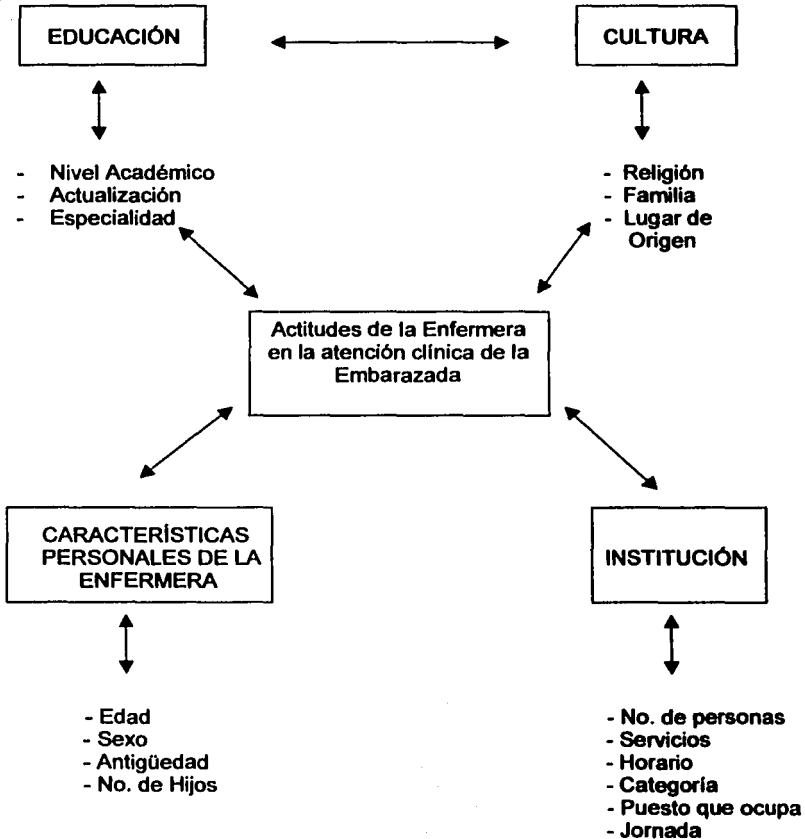 EDUCACIÓN
CULTURA
- Nivel Académico
- Actualización
- Especialidad
- Religión
- Familia
- Lugar de
Origen
Actitudes de la Enfermera
en la atención clínica de la
Embarazada
CARACTERÍSTICAS
PERSONALES DE LA
ENFERMERA
INSTITUCIÓN
- Edad
- Sexo
- Antigüedad
- No. de Hijos
- No. de personas
- Servicios
- Horario
- Categoría
- Puesto que ocupa
- Jornada